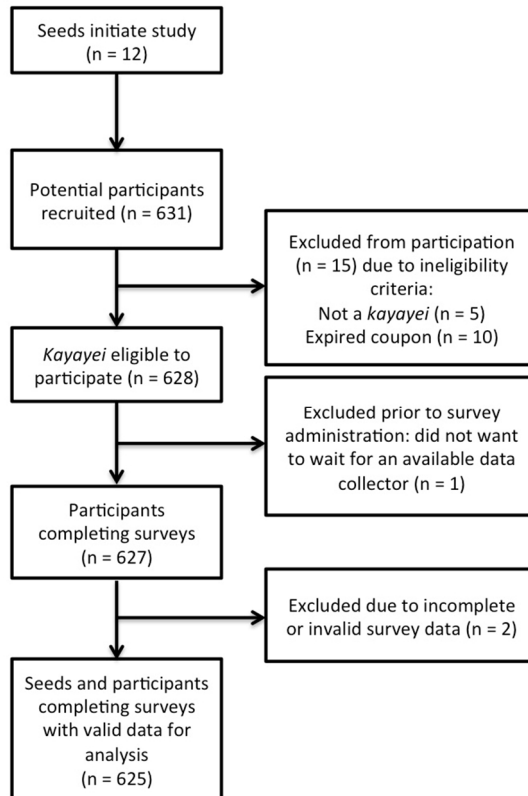 Seeds initiate study
(n = 12)
Potential participants
recruited (n = 631)
Excluded from participation
(n = 15) due to ineligibility
criteria:
Not a kayayei (n = 5)
Expired coupon (n = 10)
Kayayei eligible to
participate (n = 628)
Excluded prior to survey
administration: did not want
to wait for an available data
collector (n = 1)
Participants
completing surveys
(n = 627)
Excluded due to incomplete
or invalid survey data (n = 2)
Seeds and participants
completing surveys
with valid data for
analysis
(n = 625)